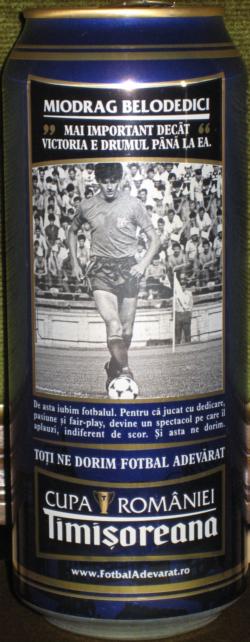 MIODRAG BELODEDICI
” MAI IMPORTANT DECÂT “
VICTORIA E DRUMUL PÂNĂ LA EA.
De asta iubim fotbalul. Pentru că jucat cu dedicare,
pasiune și fair-play, devine un spectacol pe care îl
aplauzi, indiferent de scor. Și asta ne dorim.
TOȚI NE DORIM FOTBAL ADEVĂRAT
CUPA ROMÂNIEI
Timișoreana
www.FotbalAdevarat.ro